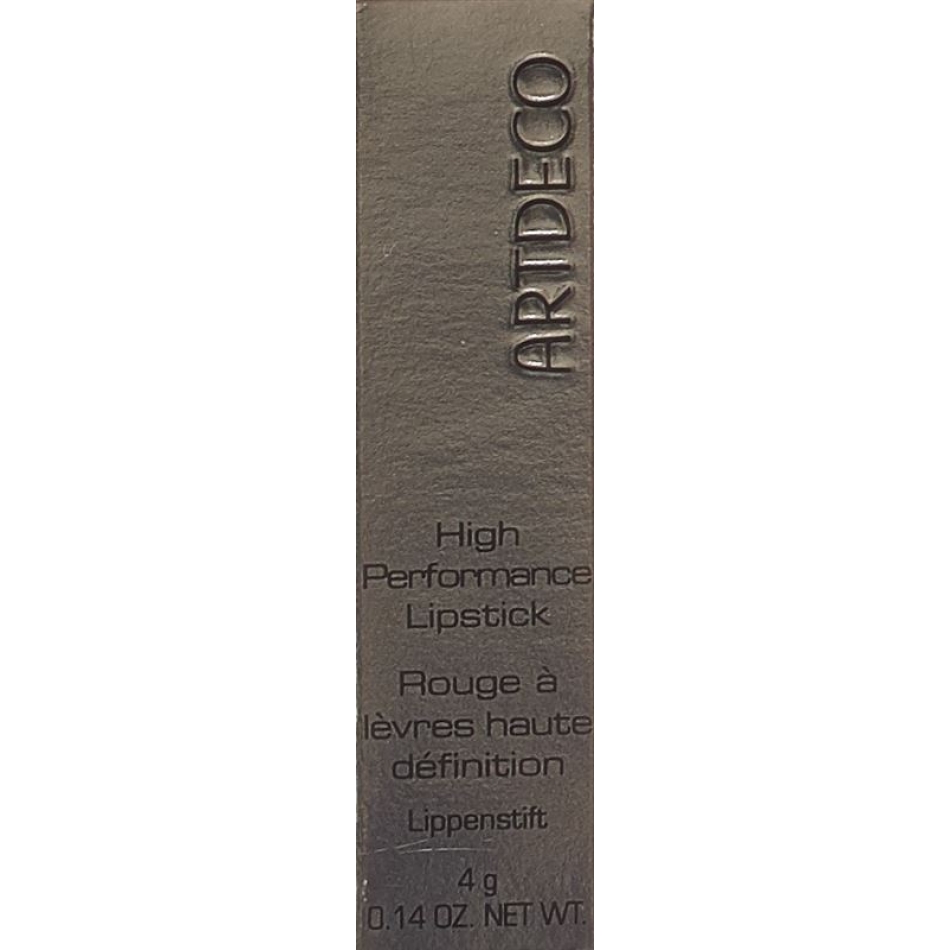 ARTDECO
High
Performance
Lipstick
Rouge à
lèvres haute
définition
Lippenstift
4 g
0.14 OZ. NET WT.